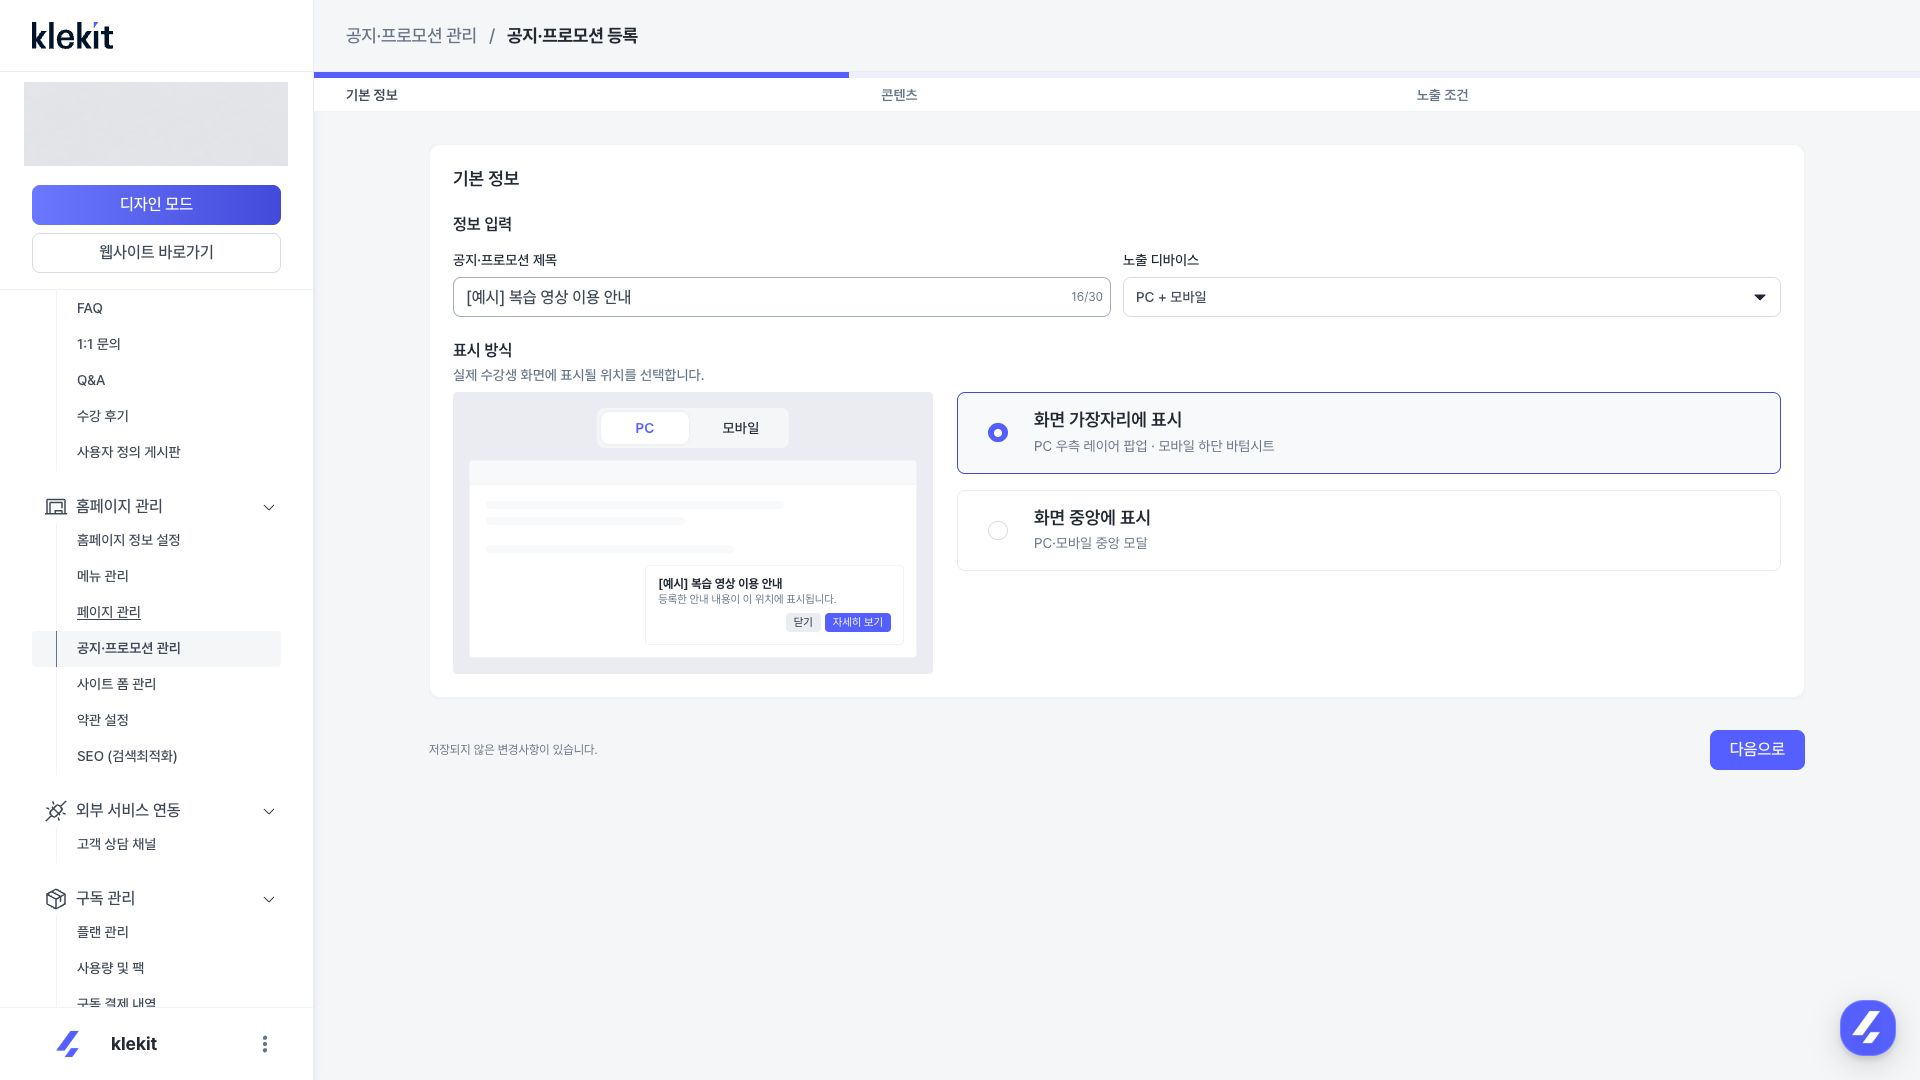 klekit
공지·프로모션 관리 / 공지·프로모션 등록
기본 정보
콘텐츠
노출 조건
디자인 모드
웹사이트 바로가기
FAQ
1:1 문의
Q&A
수강 후기
사용자 정의 게시판
홈페이지 관리
홈페이지 정보 설정
메뉴 관리
페이지 관리
공지·프로모션 관리
사이트 폼 관리
약관 설정
SEO (검색최적화)
외부 서비스 연동
고객 상담 채널
구독 관리
플랜 관리
사용량 및 팩
구독 결제 내역
klekit
기본 정보
정보 입력
공지·프로모션 제목
노출 디바이스
[예시] 복습 영상 이용 안내
16/30
PC + 모바일
표시 방식
실제 수강생 화면에 표시될 위치를 선택합니다.
PC
모바일
[예시] 복습 영상 이용 안내
등록한 안내 내용이 이 위치에 표시됩니다.
닫기
자세히 보기
화면 가장자리에 표시
PC 우측 레이어 팝업 · 모바일 하단 바텀시트
화면 중앙에 표시
PC·모바일 중앙 모달
저장되지 않은 변경사항이 있습니다.
다음으로